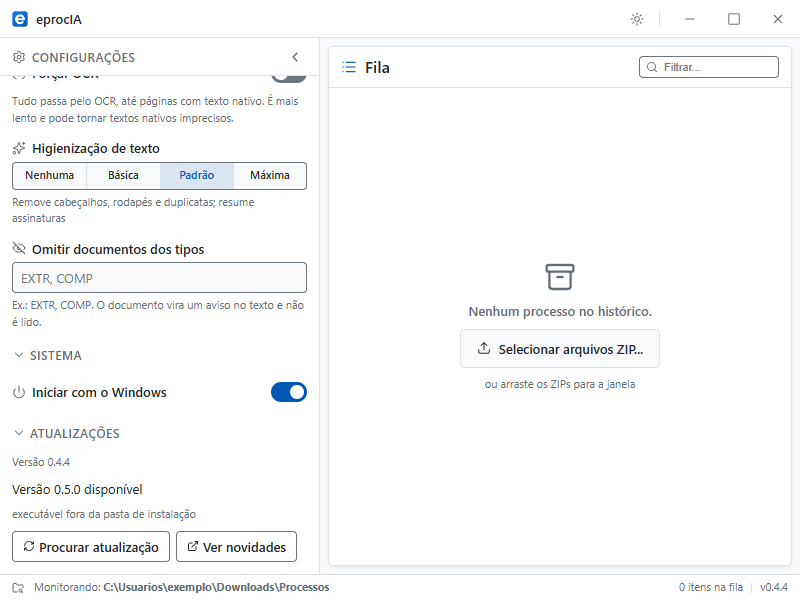 eprocIA
CONFIGURAÇÕES
Forçar OCR
Tudo passa pelo OCR, até páginas com texto nativo. É mais
lento e pode tornar textos nativos imprecisos.
Higienização de texto
Nenhuma Básica Padrão Máxima
Remove cabeçalhos, rodapés e duplicatas; resume
assinaturas
Omitir documentos dos tipos
EXTR, COMP
Ex.: EXTR, COMP. O documento vira um aviso no texto e não
é lido.
SISTEMA
Iniciar com o Windows
ATUALIZAÇÕES
Versão 0.4.4
Versão 0.5.0 disponível
executável fora da pasta de instalação
Procurar atualização
Ver novidades
Fila
Filtrar...
Nenhum processo no histórico.
Selecionar arquivos ZIP...
ou arraste os ZIPs para a janela
Monitorando: C:\Usuarios\exemplo\Downloads\Processos
0 itens na fila
v0.4.4